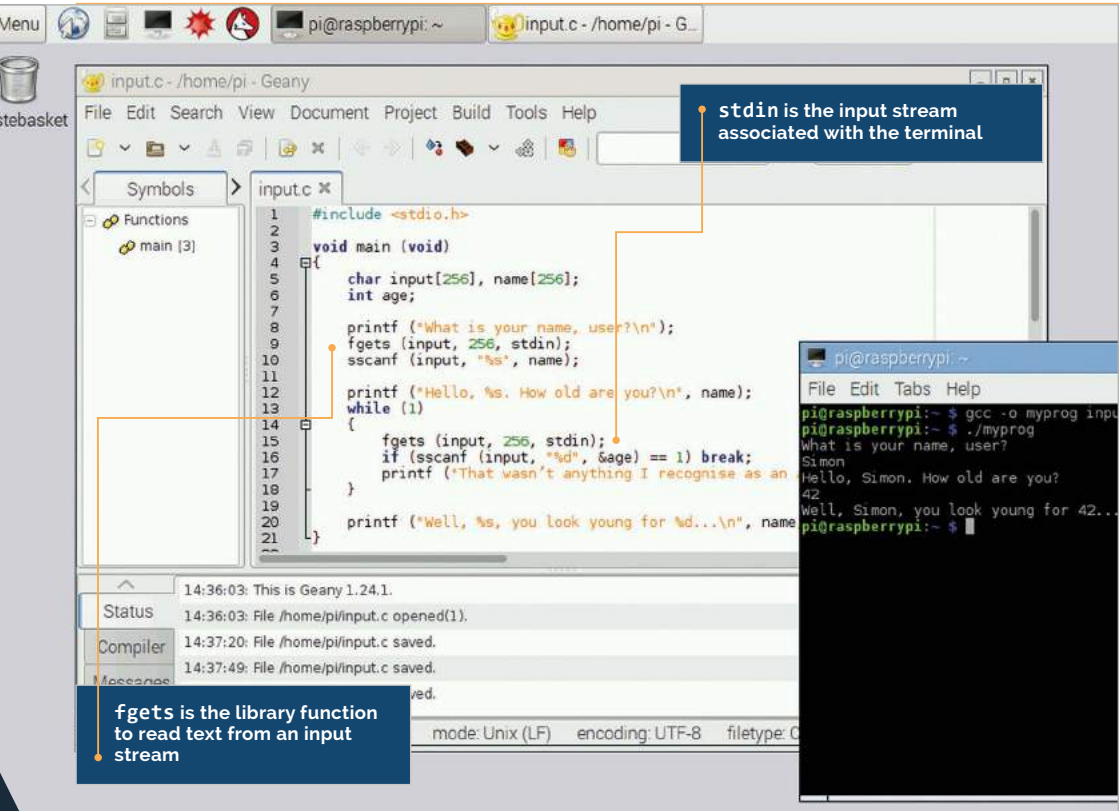 Menu
pi@raspberrypi: ~
input.c - /home/pi - G...
stebasket
input.c - /home/pi - Geany
File Edit Search View Document Project Build Tools Help
stdin is the input stream
associated with the terminal
Symbols
input.c
Functions
main [3]
1 #include <stdio.h>
2
3 void main (void)
4 {
5 char input[256], name[256];
6 int age;
7
8 printf ("What is your name, user?\n");
9 fgets (input, 256, stdin);
10 sscanf (input, "%s", name);
11
12 printf ("Hello, %s. How old are you?\n", name);
13 while (1)
14 {
15 fgets (input, 256, stdin);
16 if (sscanf (input, "%d", &age) == 1) break;
17 printf ("That wasn't anything I recognise as an
18 }
19
20 printf ("Well, %s, you look young for %d...\n", name
21 }
pi@raspberrypi: ~
File Edit Tabs Help
pi@raspberrypi:~ $ gcc -o myprog inpu
pi@raspberrypi:~ $ ./myprog
What is your name, user?
Simon
Hello, Simon. How old are you?
42
Well, Simon, you look young for 42...
pi@raspberrypi:~ $
Status
Compiler
Messages
14:36:03: This is Geany 1.24.1.
14:36:03: File /home/pi/input.c opened(1).
14:37:20: File /home/pi/input.c saved.
14:37:49: File /home/pi/input.c saved.
ved.
fgets is the library function
to read text from an input
stream
mode: Unix (LF) encoding: UTF-8 filetype: C